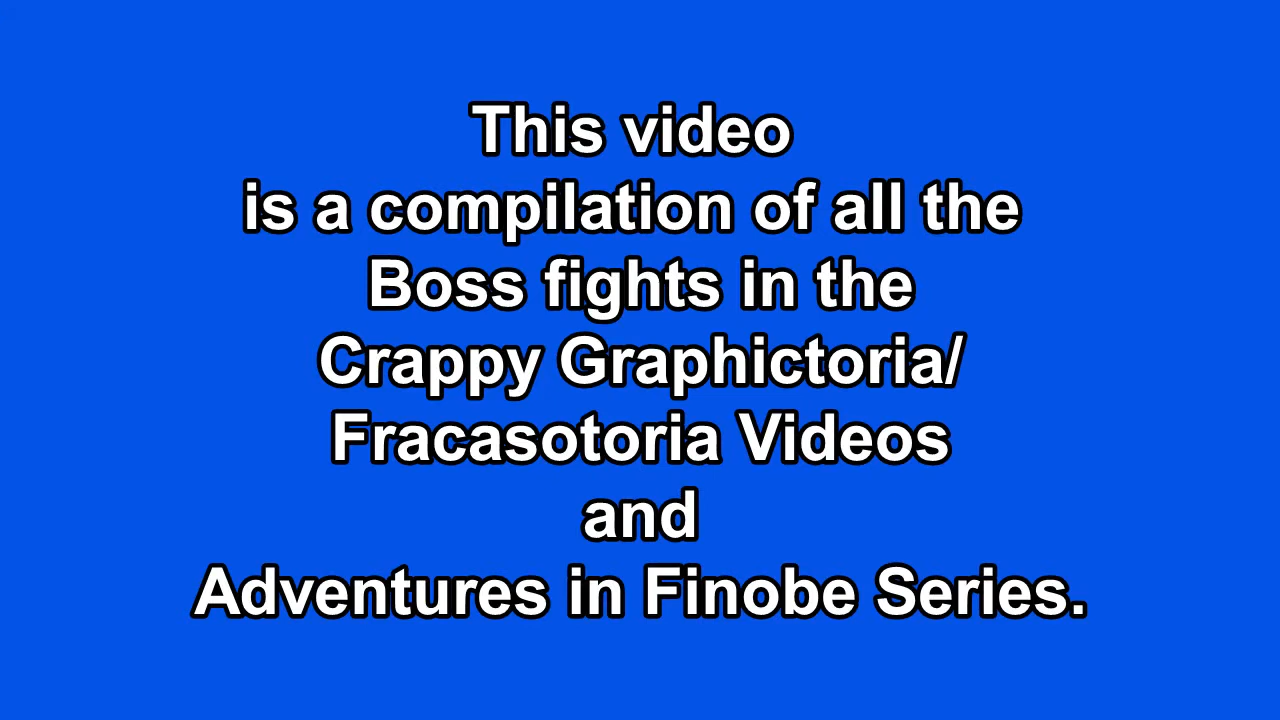 This video
is a compilation of all the
Boss fights in the
Crappy Graphictoria/
Fracasotoria Videos
and
Adventures in Finobe Series.